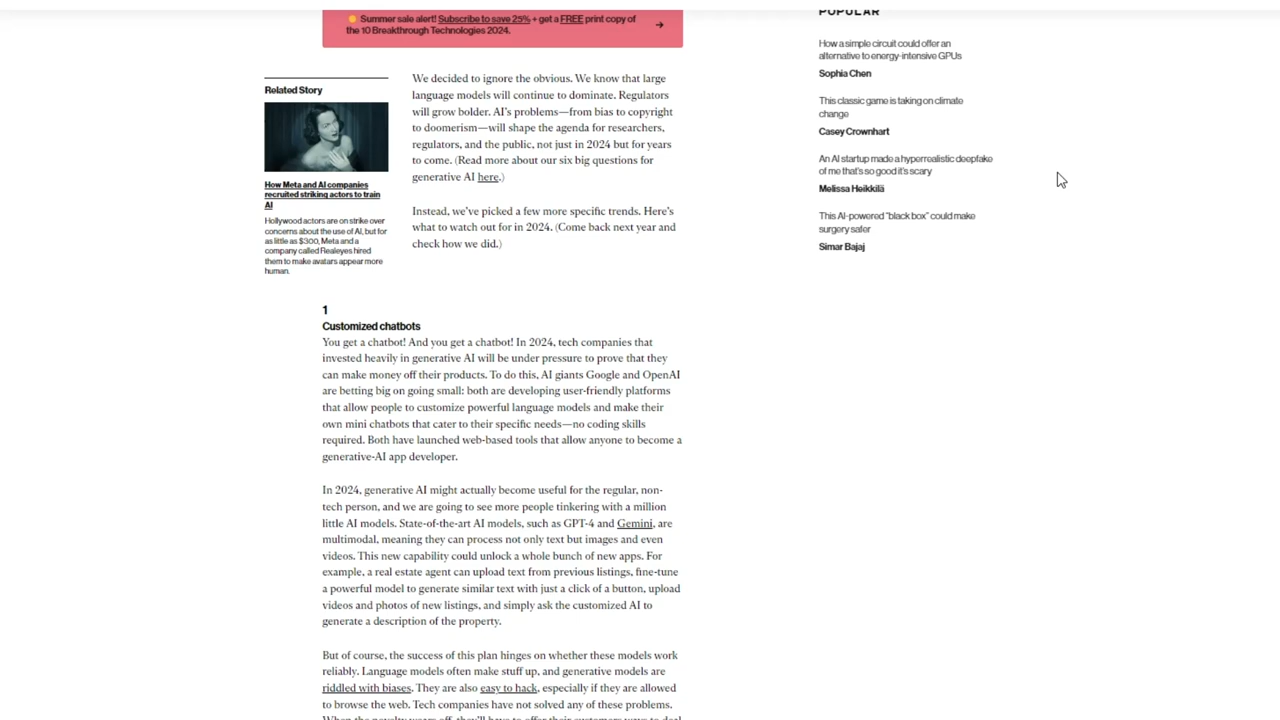 Summer sale alert! Subscribe to save 25% + get a FREE print copy of
the 10 Breakthrough Technologies 2024.
Related Story
How Meta and AI companies
recruited striking actors to train
AI
Hollywood actors are on strike over
concerns about the use of AI, but for
as little as $300, Meta and a
company called Realeyes hired
them to make avatars appear more
human.
We decided to ignore the obvious. We know that large
language models will continue to dominate. Regulators
will grow bolder. AI's problems—from bias to copyright
to doomerism—will shape the agenda for researchers,
regulators, and the public, not just in 2024 but for years
to come. (Read more about our six big questions for
generative AI here.)
Instead, we've picked a few more specific trends. Here's
what to watch out for in 2024. (Come back next year and
check how we did.)
1
Customized chatbots
You get a chatbot! And you get a chatbot! In 2024, tech companies that
invested heavily in generative AI will be under pressure to prove that they
can make money off their products. To do this, AI giants Google and OpenAI
are betting big on going small: both are developing user-friendly platforms
that allow people to customize powerful language models and make their
own mini chatbots that cater to their specific needs—no coding skills
required. Both have launched web-based tools that allow anyone to become a
generative-AI app developer.
In 2024, generative AI might actually become useful for the regular, non-
tech person, and we are going to see more people tinkering with a million
little AI models. State-of-the-art AI models, such as GPT-4 and Gemini, are
multimodal, meaning they can process not only text but images and even
videos. This new capability could unlock a whole bunch of new apps. For
example, a real estate agent can upload text from previous listings, fine-tune
a powerful model to generate similar text with just a click of a button, upload
videos and photos of new listings, and simply ask the customized AI to
generate a description of the property.
But of course, the success of this plan hinges on whether these models work
reliably. Language models often make stuff up, and generative models are
riddled with biases. They are also easy to hack, especially if they are allowed
to browse the web. Tech companies have not solved any of these problems.
When the novelty wears off, they'll have to offer their customers ways to deal
POPULAR
How a simple circuit could offer an
alternative to energy-intensive GPUs
Sophia Chen
This classic game is taking on climate
change
Casey Crownhart
An AI startup made a hyperrealistic deepfake
of me that's so good it's scary
Melissa Heikkilä
This AI-powered "black box" could make
surgery safer
Simar Bajaj